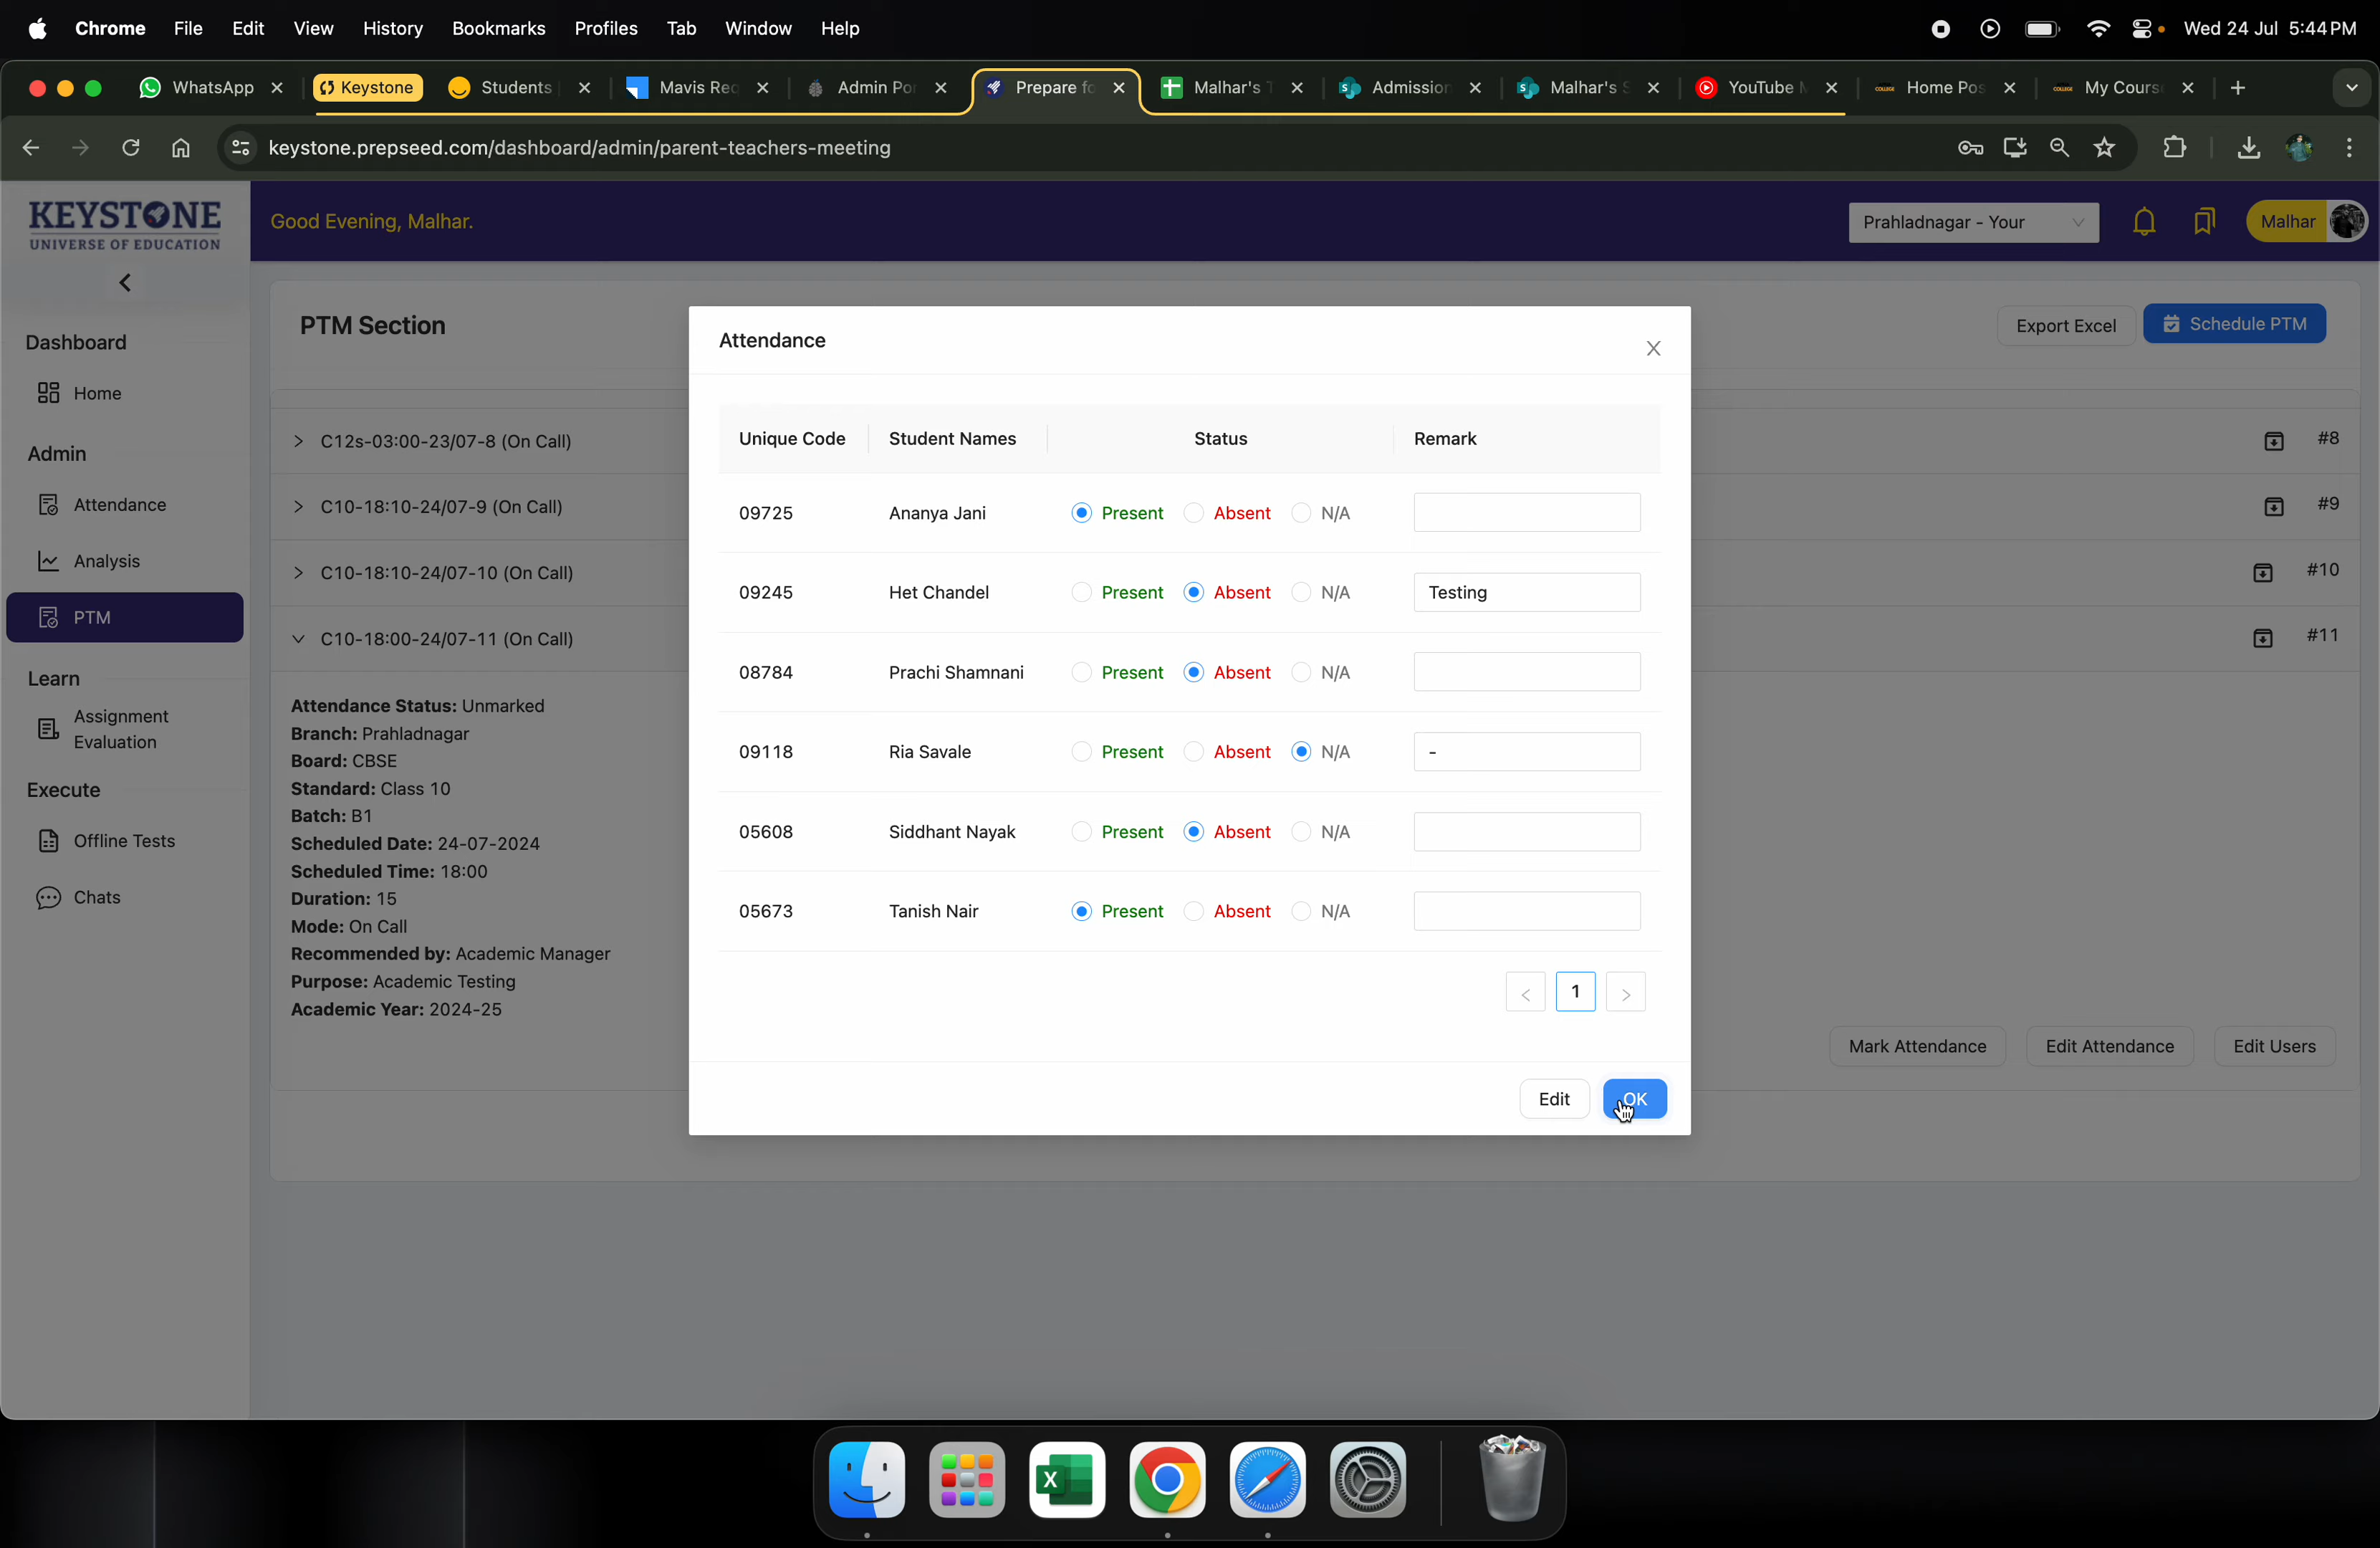 Chrome File Edit View History Bookmarks Profiles Tab Window Help Wed 24 Jul 5:44 PM
WhatsApp Keystone Students Mavis Req Admin Por Prepare fo Malhar's T Admission Malhar's S YouTube M Home Pos My Course
keystone.prepseed.com/dashboard/admin/parent-teachers-meeting
KEYSTONE
UNIVERSE OF EDUCATION
Good Evening, Malhar.
Prahladnagar - Your
Malhar
Dashboard
Home
Admin
Attendance
Analysis
PTM
Learn
Assignment
Evaluation
Execute
Offline Tests
Chats
PTM Section
Export Excel
Schedule PTM
C12s-03:00-23/07-8 (On Call)
#8
C10-18:10-24/07-9 (On Call)
#9
C10-18:10-24/07-10 (On Call)
#10
C10-18:00-24/07-11 (On Call)
#11
Attendance Status: Unmarked
Branch: Prahladnagar
Board: CBSE
Standard: Class 10
Batch: B1
Scheduled Date: 24-07-2024
Scheduled Time: 18:00
Duration: 15
Mode: On Call
Recommended by: Academic Manager
Purpose: Academic Testing
Academic Year: 2024-25
Mark Attendance
Edit Attendance
Edit Users
Attendance
Unique Code Student Names Status Remark
09725 Ananya Jani Present Absent N/A
09245 Het Chandel Present Absent N/A Testing
08784 Prachi Shamnani Present Absent N/A
09118 Ria Savale Present Absent N/A -
05608 Siddhant Nayak Present Absent N/A
05673 Tanish Nair Present Absent N/A
< 1 >
Edit OK